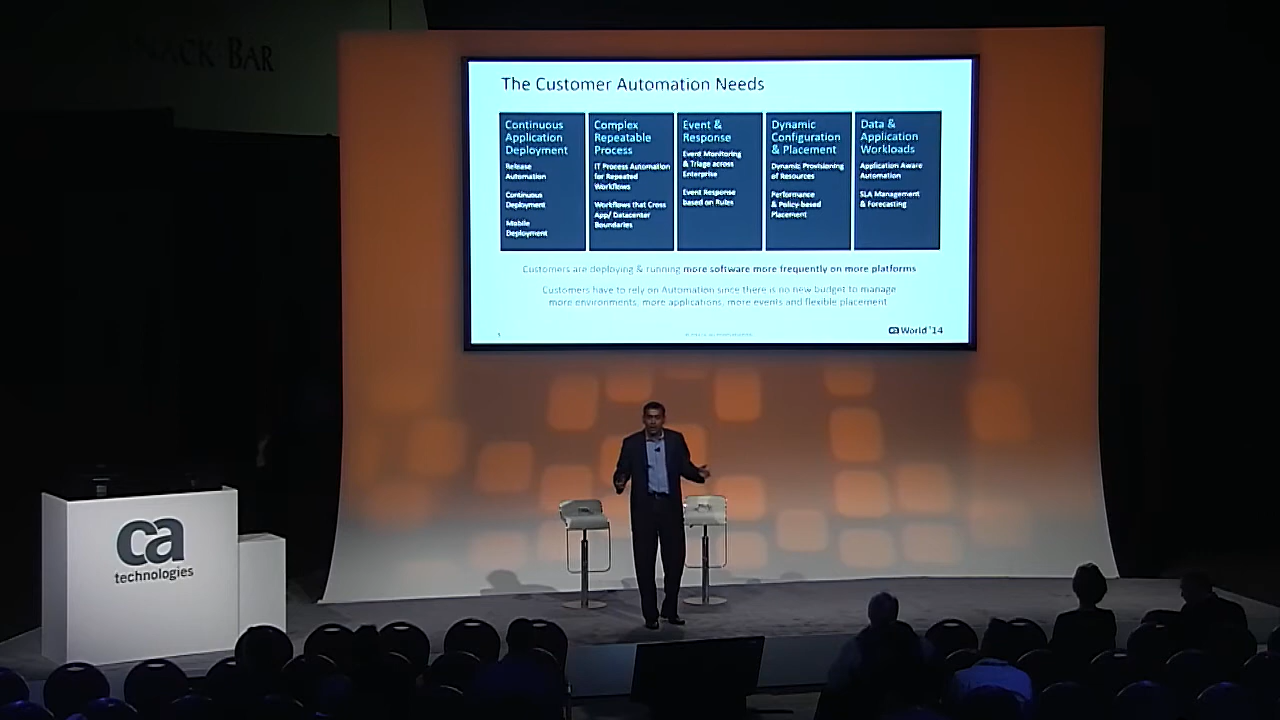 SNACK BAR
The Customer Automation Needs
Continuous
Application
Deployment
Release
Automation
Continuous
Deployment
Mobile
Deployment
Complex
Repeatable
Process
IT Process Automation
for Repeated
Workflows
Workflows that Cross
App/ Datacenter
Boundaries
Event &
Response
Event Monitoring
& Triage across
Enterprise
Event Response
based on Rules
Dynamic
Configuration
& Placement
Dynamic Provisioning
of Resources
Performance
& Policy-based
Placement
Data &
Application
Workloads
Application Aware
Automation
SLA Management
& Forecasting
Customers are deploying & running more software more frequently on more platforms
Customers have to rely on Automation since there is no new budget to manage
more environments, more applications, more events and flexible placement
ca World '14
ca
technologies